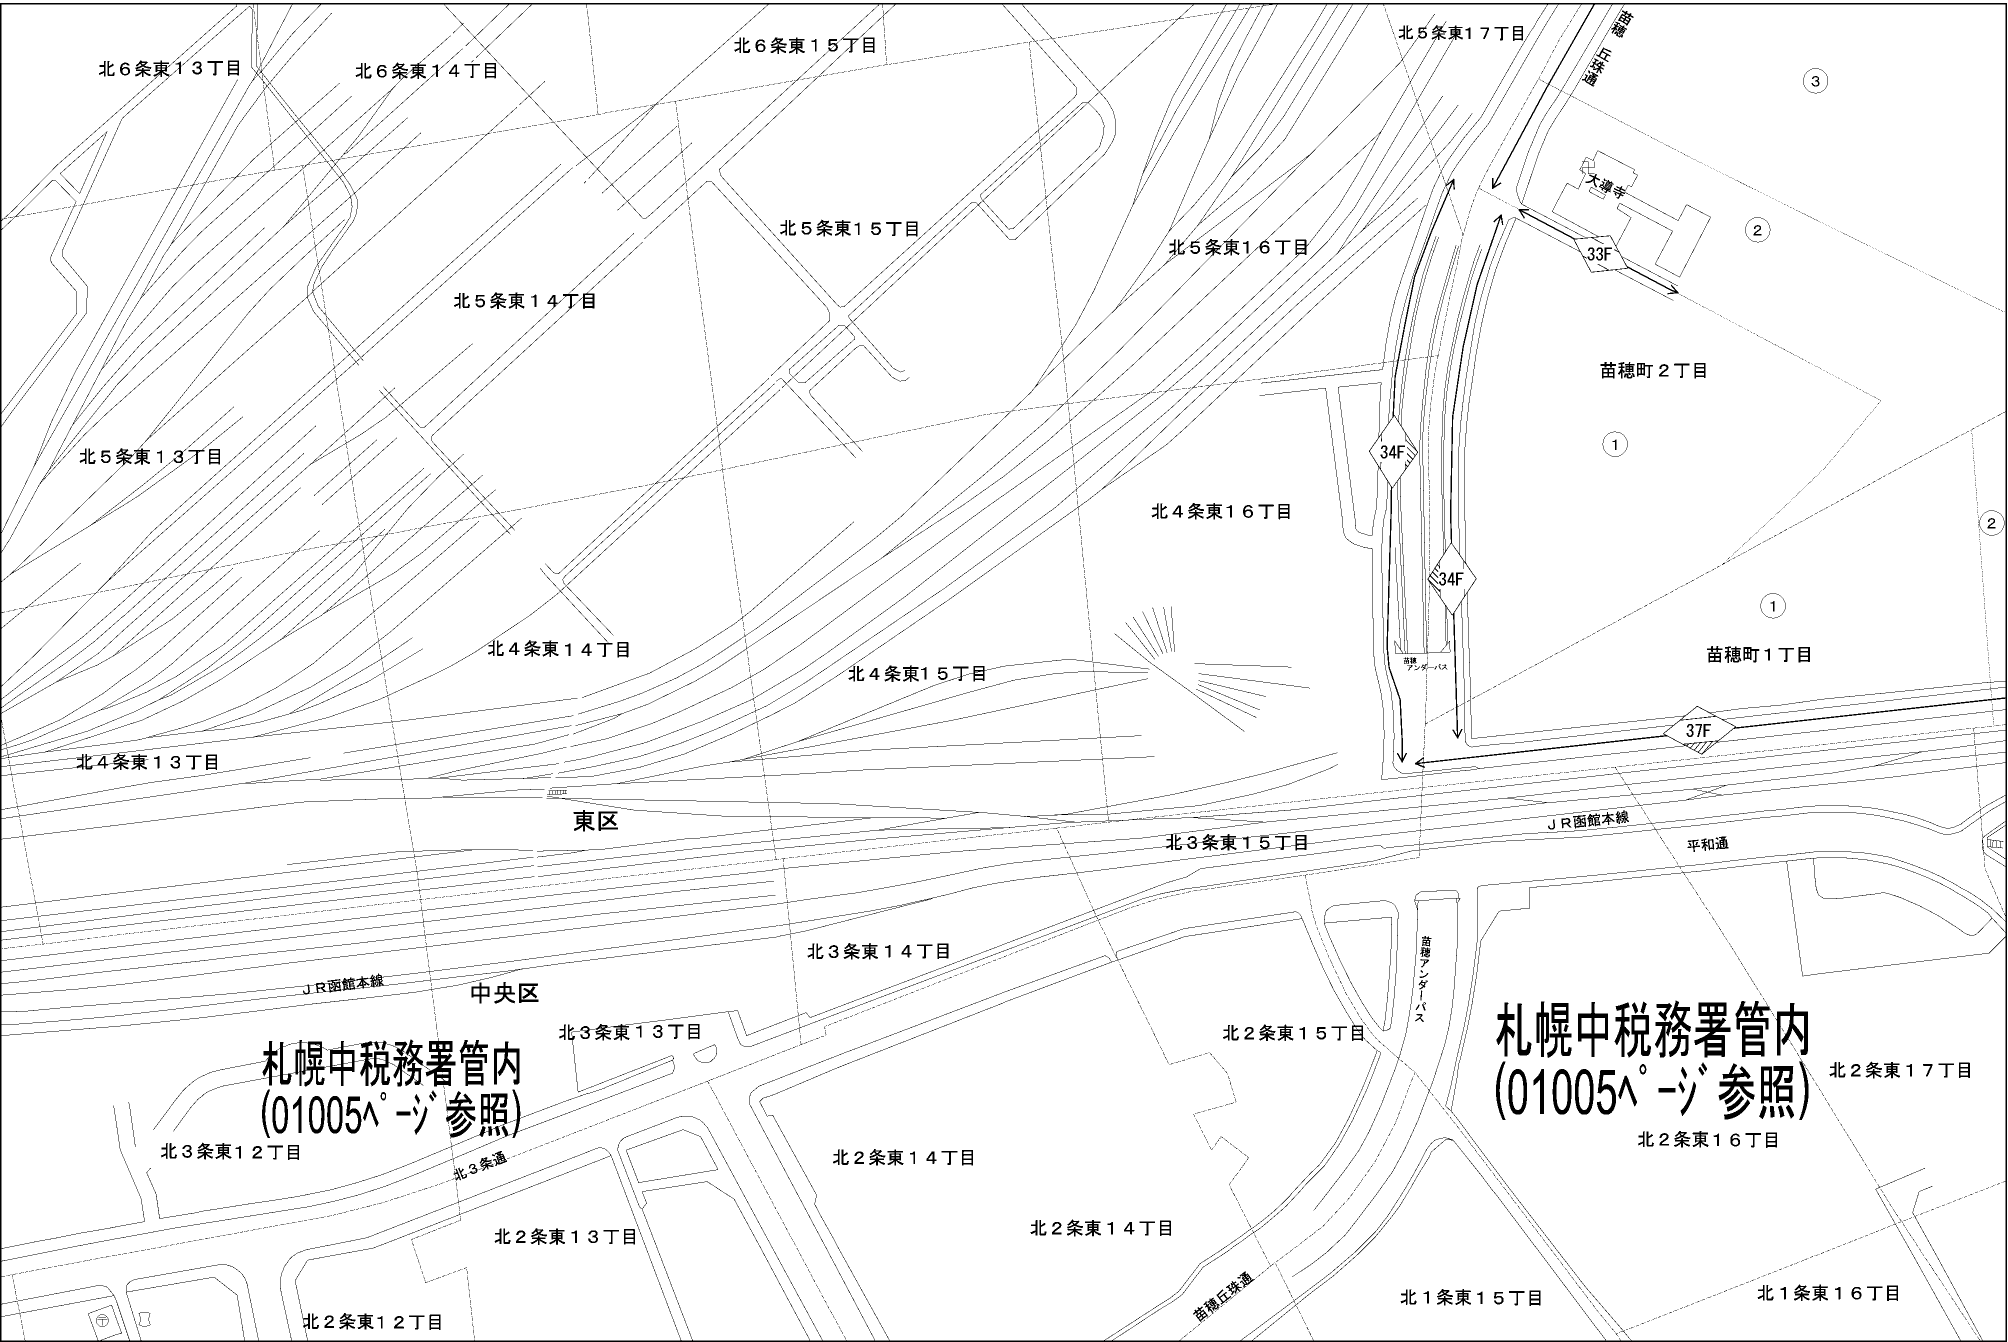 北６条東１３丁目
北６条東１４丁目
北６条東１５丁目
北５条東１７丁目
苗穂
丘珠通
3
大導寺
2
33F
北５条東１５丁目
北５条東１６丁目
北５条東１４丁目
苗穂町２丁目
1
北５条東１３丁目
34F
北４条東１６丁目
2
34F
1
北４条東１４丁目
北４条東１５丁目
苗穂
アンダーパス
苗穂町１丁目
37F
北４条東１３丁目
東区
北３条東１５丁目
ＪＲ函館本線
平和通
北３条東１４丁目
苗穂アンダーパス
ＪＲ函館本線
中央区
北３条東１３丁目
北２条東１５丁目
札幌中税務署管内
(01005ﾍﾟｰｼﾞ参照)
札幌中税務署管内
(01005ﾍﾟｰｼﾞ参照)
北２条東１７丁目
北２条東１６丁目
北３条東１２丁目
北３条通
北２条東１４丁目
北２条東１３丁目
北２条東１４丁目
苗穂丘珠通
北１条東１５丁目
北１条東１６丁目
北２条東１２丁目